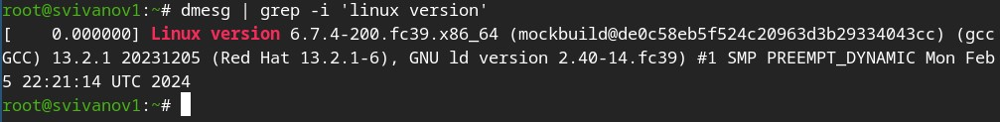 root@svivanov1:~# dmesg | grep -i 'linux version'
[    0.000000] Linux version 6.7.4-200.fc39.x86_64 (mockbuild@de0c58eb5f524c20963d3b29334043cc) (gcc
GCC) 13.2.1 20231205 (Red Hat 13.2.1-6), GNU ld version 2.40-14.fc39) #1 SMP PREEMPT_DYNAMIC Mon Feb
5 22:21:14 UTC 2024
root@svivanov1:~#